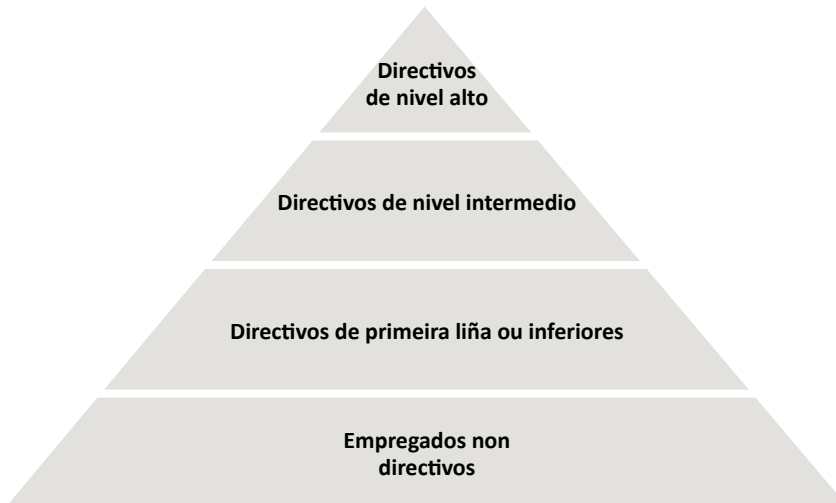 Directivos
de nivel alto
Directivos de nivel intermedio
Directivos de primeira liña ou inferiores
Empregados non
directivos